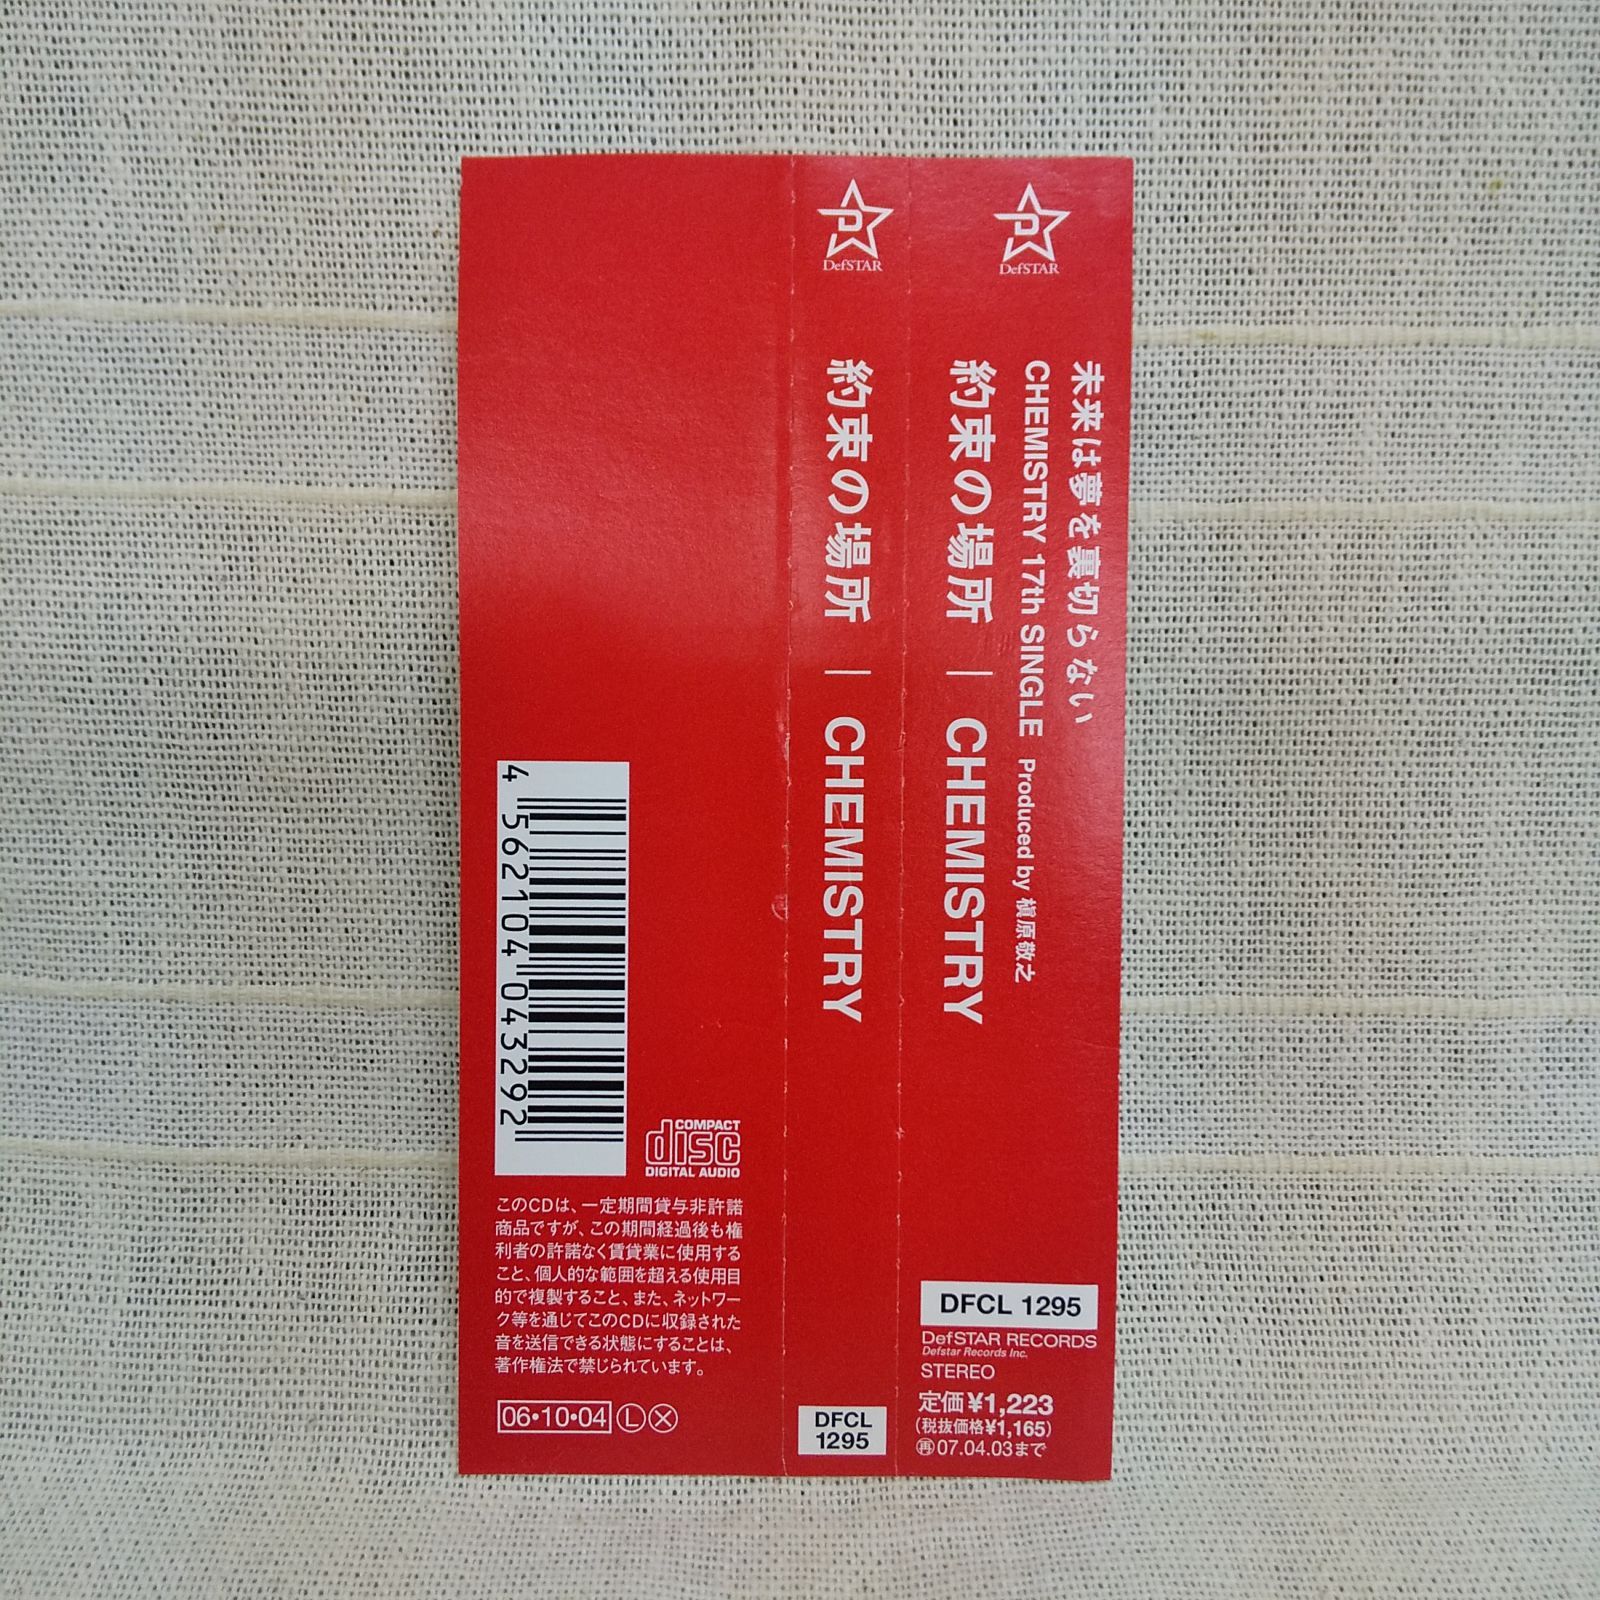 DefSTAR
未来は夢を裏切らない
CHEMISTRY 17th SINGLE Produced by 槇原敬之
約束の場所 | CHEMISTRY
DFCL 1295
DefSTAR RECORDS
Defstar Records Inc.
STEREO
定価¥1,223
(税抜価格¥1,165)
再07.04.03まで
DefSTAR
約束の場所 | CHEMISTRY
DFCL
1295
4 562104 043292
COMPACT
disc
DIGITAL AUDIO
このCDは、一定期間貸与非許諾
商品ですが、この期間経過後も権
利者の許諾なく賃貸業に使用する
こと、個人的な範囲を超える使用目
的で複製すること、また、ネットワー
ク等を通じてこのCDに収録された
音を送信できる状態にすることは、
著作権法で禁じられています。
06•10•04 Ⓛ Ⓧ